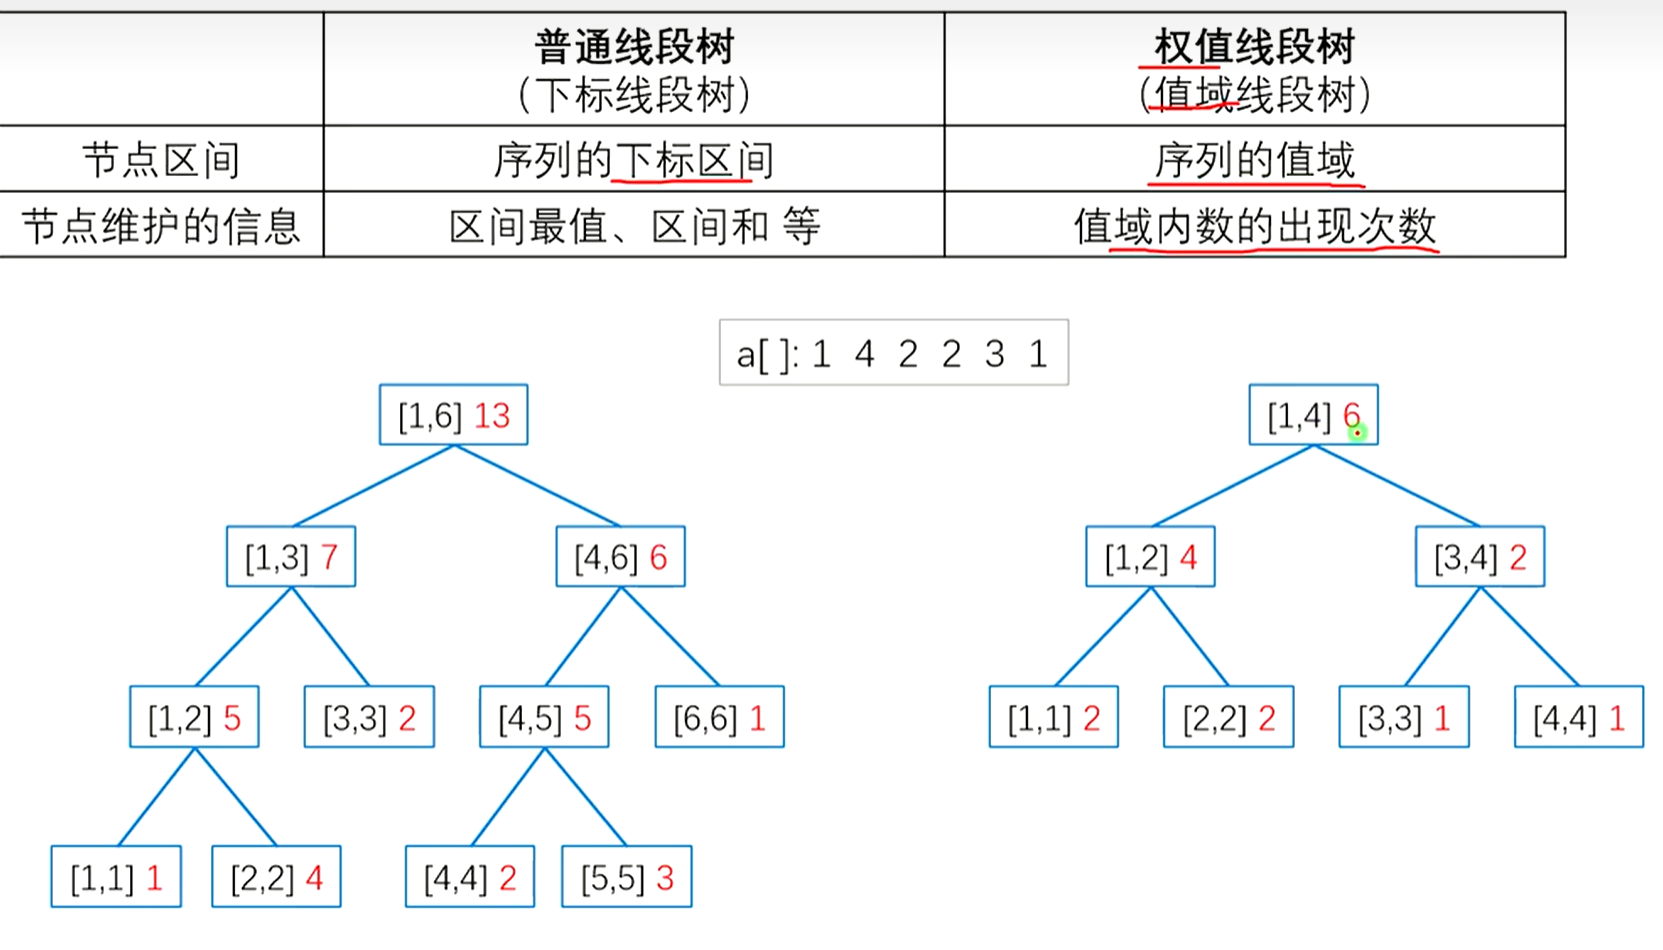 普通线段树
（下标线段树）
权值线段树
（值域线段树）
节点区间
序列的下标区间
序列的值域
节点维护的信息
区间最值、区间和 等
值域内数的出现次数
a[ ]: 1 4 2 2 3 1
[1,6] 13
[1,4] 6
[1,3] 7
[4,6] 6
[1,2] 4
[3,4] 2
[1,2] 5
[3,3] 2
[4,5] 5
[6,6] 1
[1,1] 2
[2,2] 2
[3,3] 1
[4,4] 1
[1,1] 1
[2,2] 4
[4,4] 2
[5,5] 3